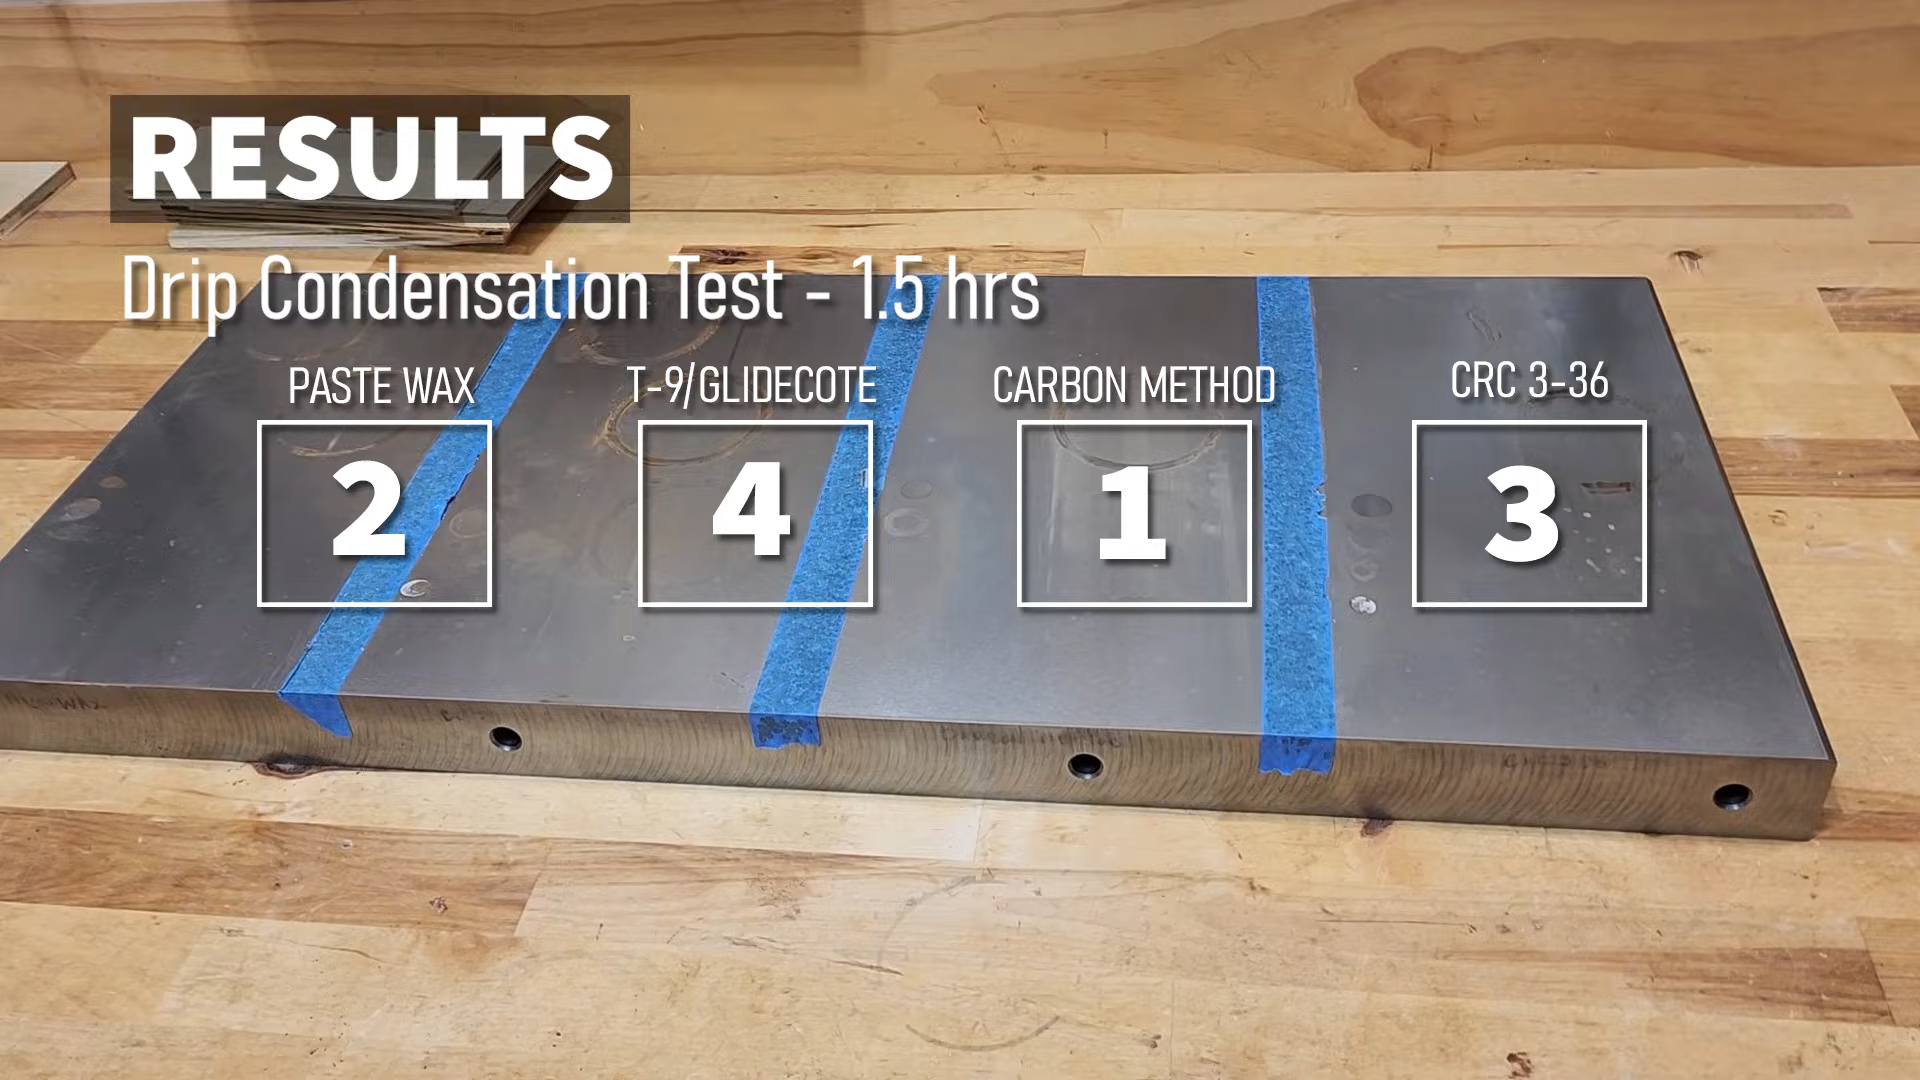 RESULTS
Drip Condensation Test - 1.5 hrs
PASTE WAX
T-9/GLIDECOTE
CARBON METHOD
CRC 3-36
2
4
1
3
WAX